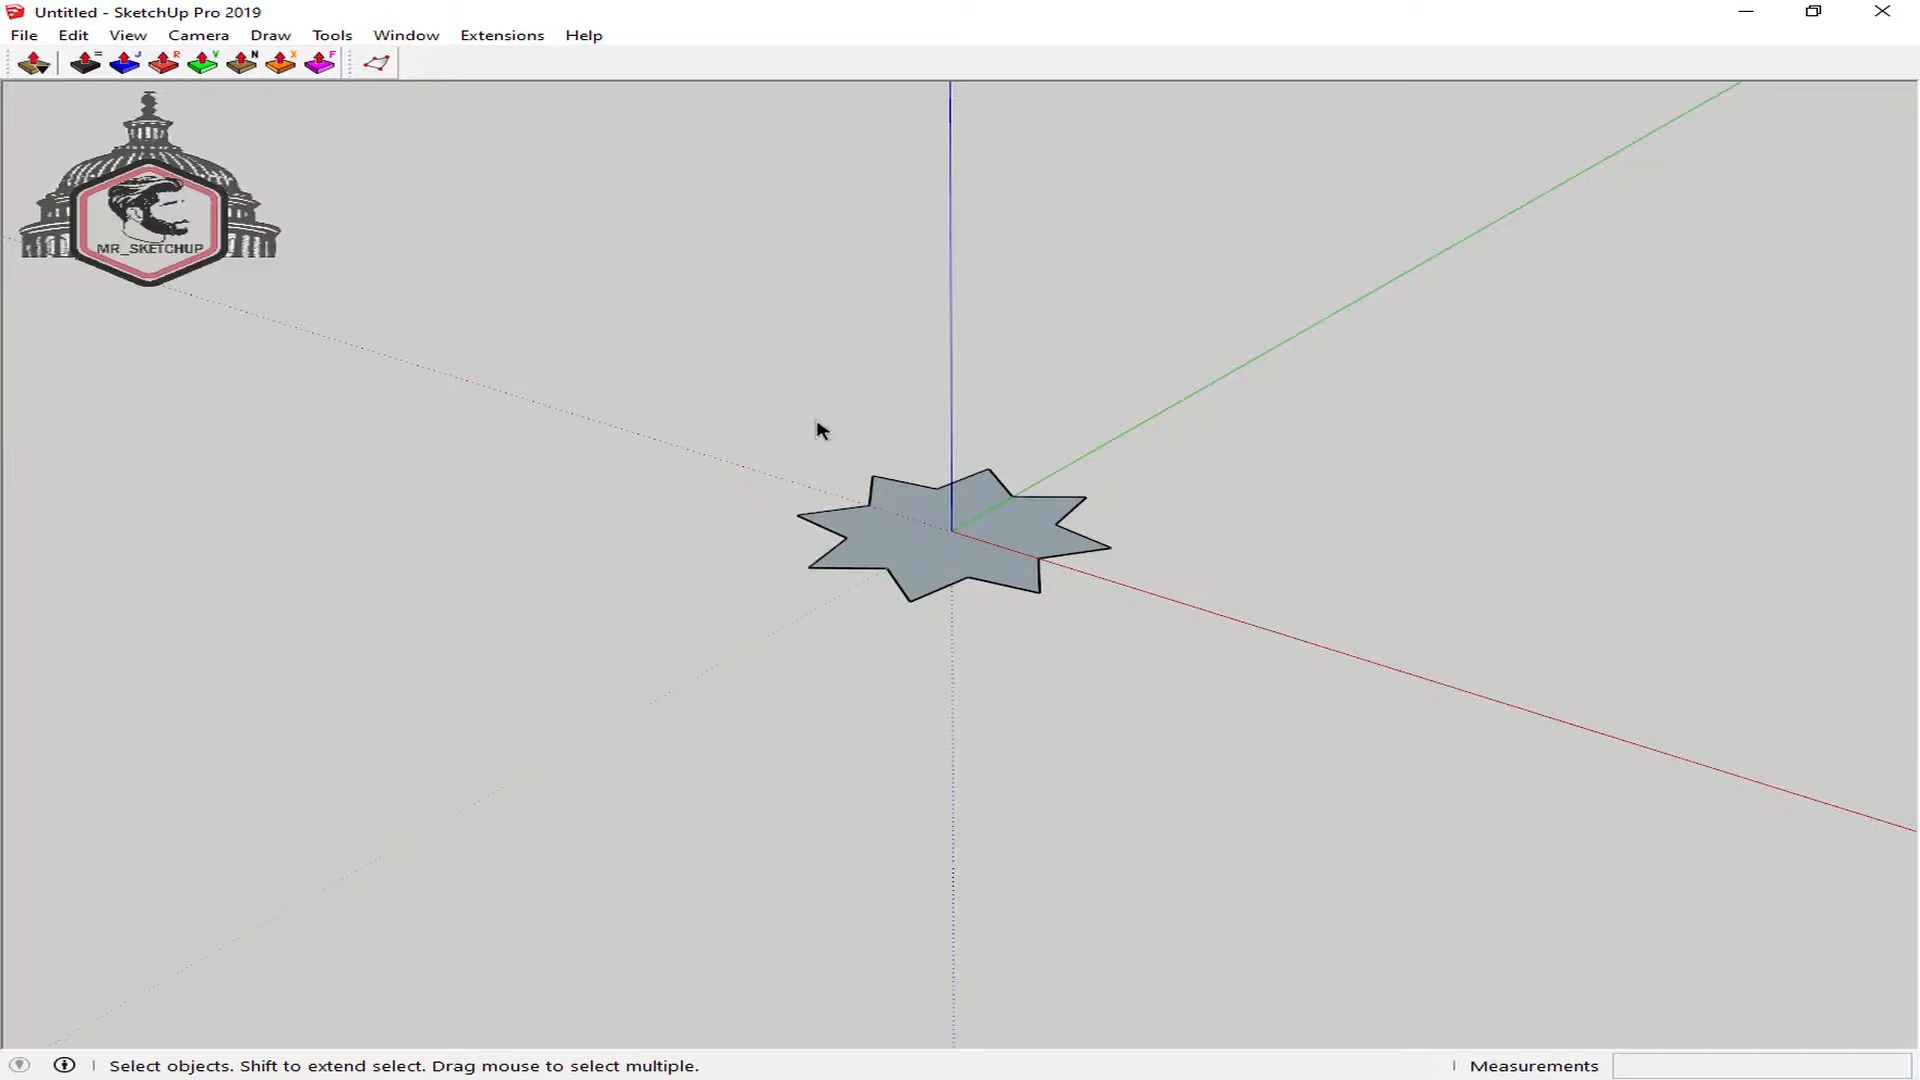 Untitled - SketchUp Pro 2019
File Edit View Camera Draw Tools Window Extensions Help
= J R V N X F
MR_SKETCHUP
Select objects. Shift to extend select. Drag mouse to select multiple.
Measurements